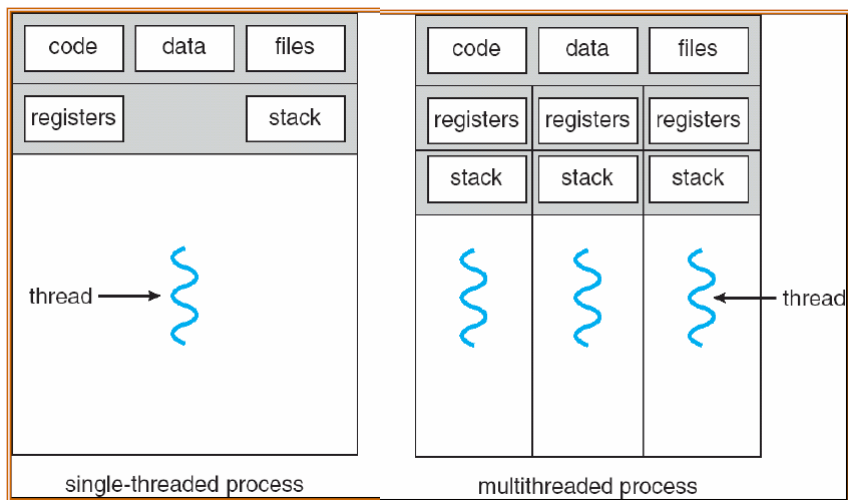 code data files
registers stack
thread
single-threaded process
code data files
registers registers registers
stack stack stack
thread
multithreaded process